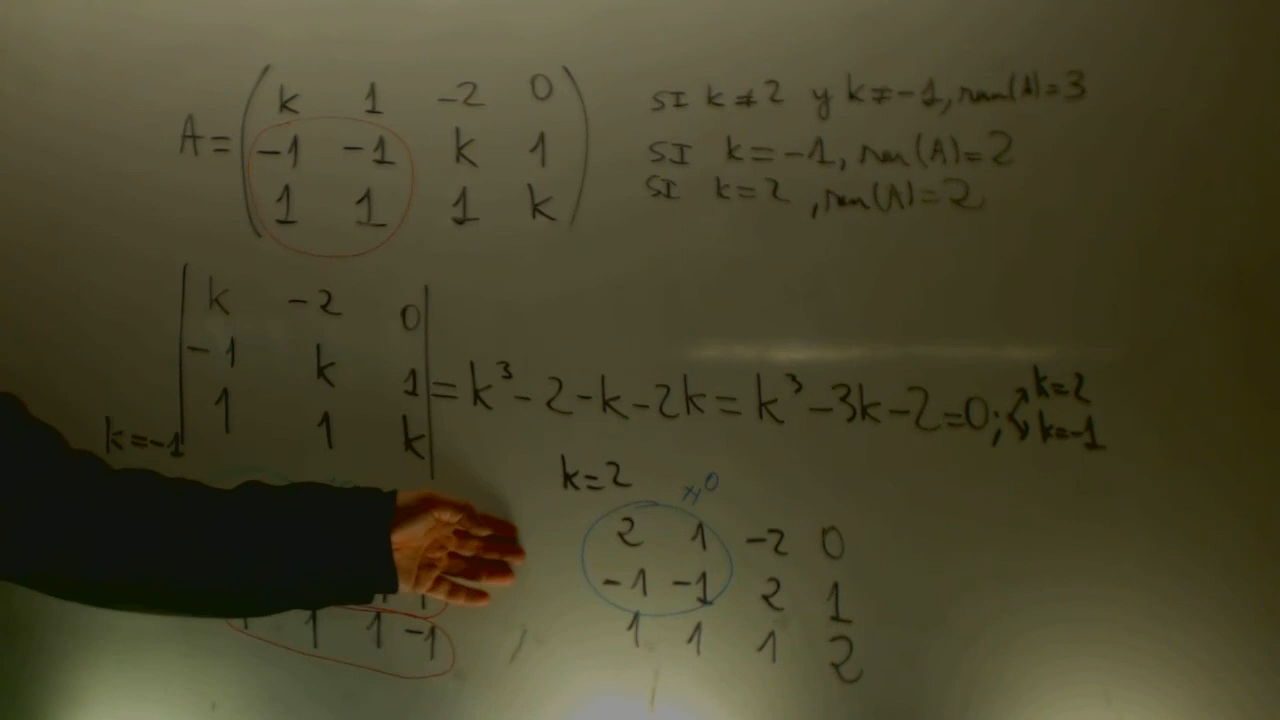 A = ( k 1 -2 0
-1 -1 k 1
1 1 1 k )
SI k≠2 y k≠-1, ran(A)=3
SI k=-1, ran(A)=2
SI k=2, ran(A)=2
| k -2 0
-1 k 1
1 1 k | = k³-2-k-2k = k³-3k-2=0; k=2
k=-1
k=-1
1 1 -1
k=2
2 1 -2 0
-1 -1 2 1
1 1 1 2